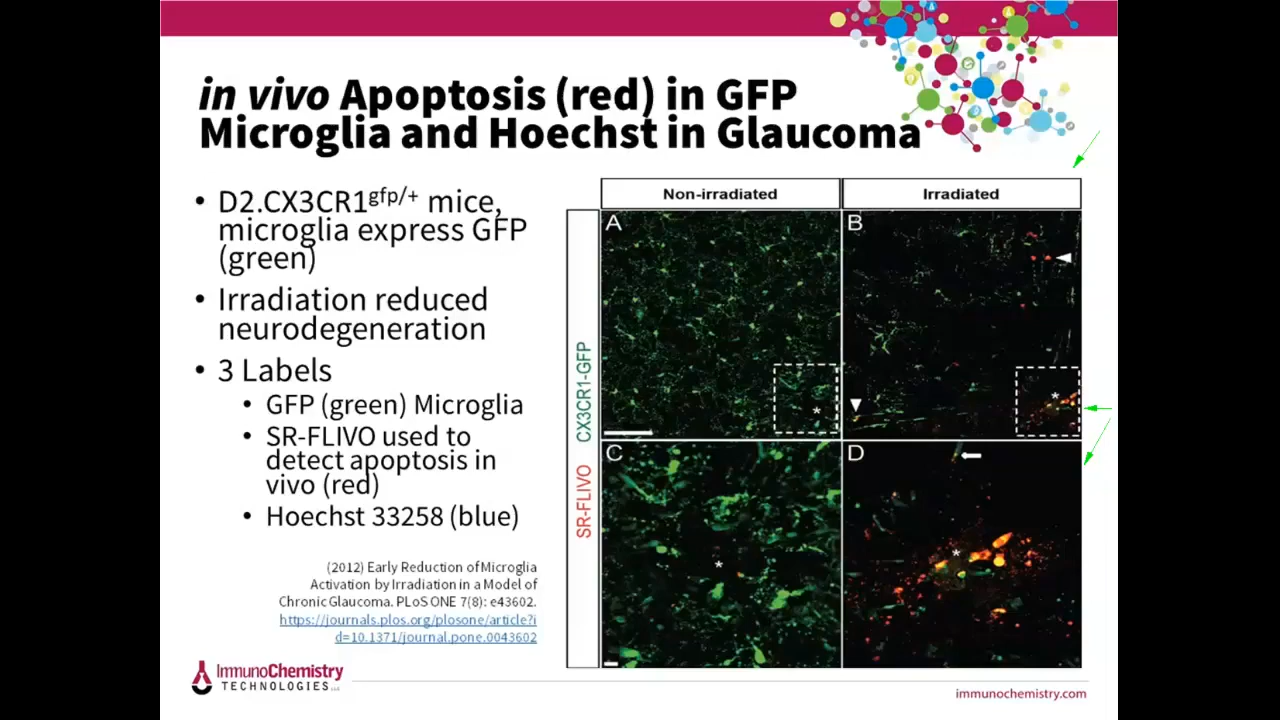 in vivo Apoptosis (red) in GFP
Microglia and Hoechst in Glaucoma
• D2.CX3CR1gfp/+ mice,
microglia express GFP
(green)
• Irradiation reduced
neurodegeneration
• 3 Labels
• GFP (green) Microglia
• SR-FLIVO used to
detect apoptosis in
vivo (red)
• Hoechst 33258 (blue)
(2012) Early Reduction of Microglia
Activation by Irradiation in a Model of
Chronic Glaucoma. PLoS ONE 7(8): e43602.
https://journals.plos.org/plosone/article?i
d=10.1371/journal.pone.0043602
Non-irradiated
Irradiated
CX3CR1-GFP
SR-FLIVO
A
B
C
D
*
*
*
*
ImmunoChemistry
TECHNOLOGIES
immunochemistry.com